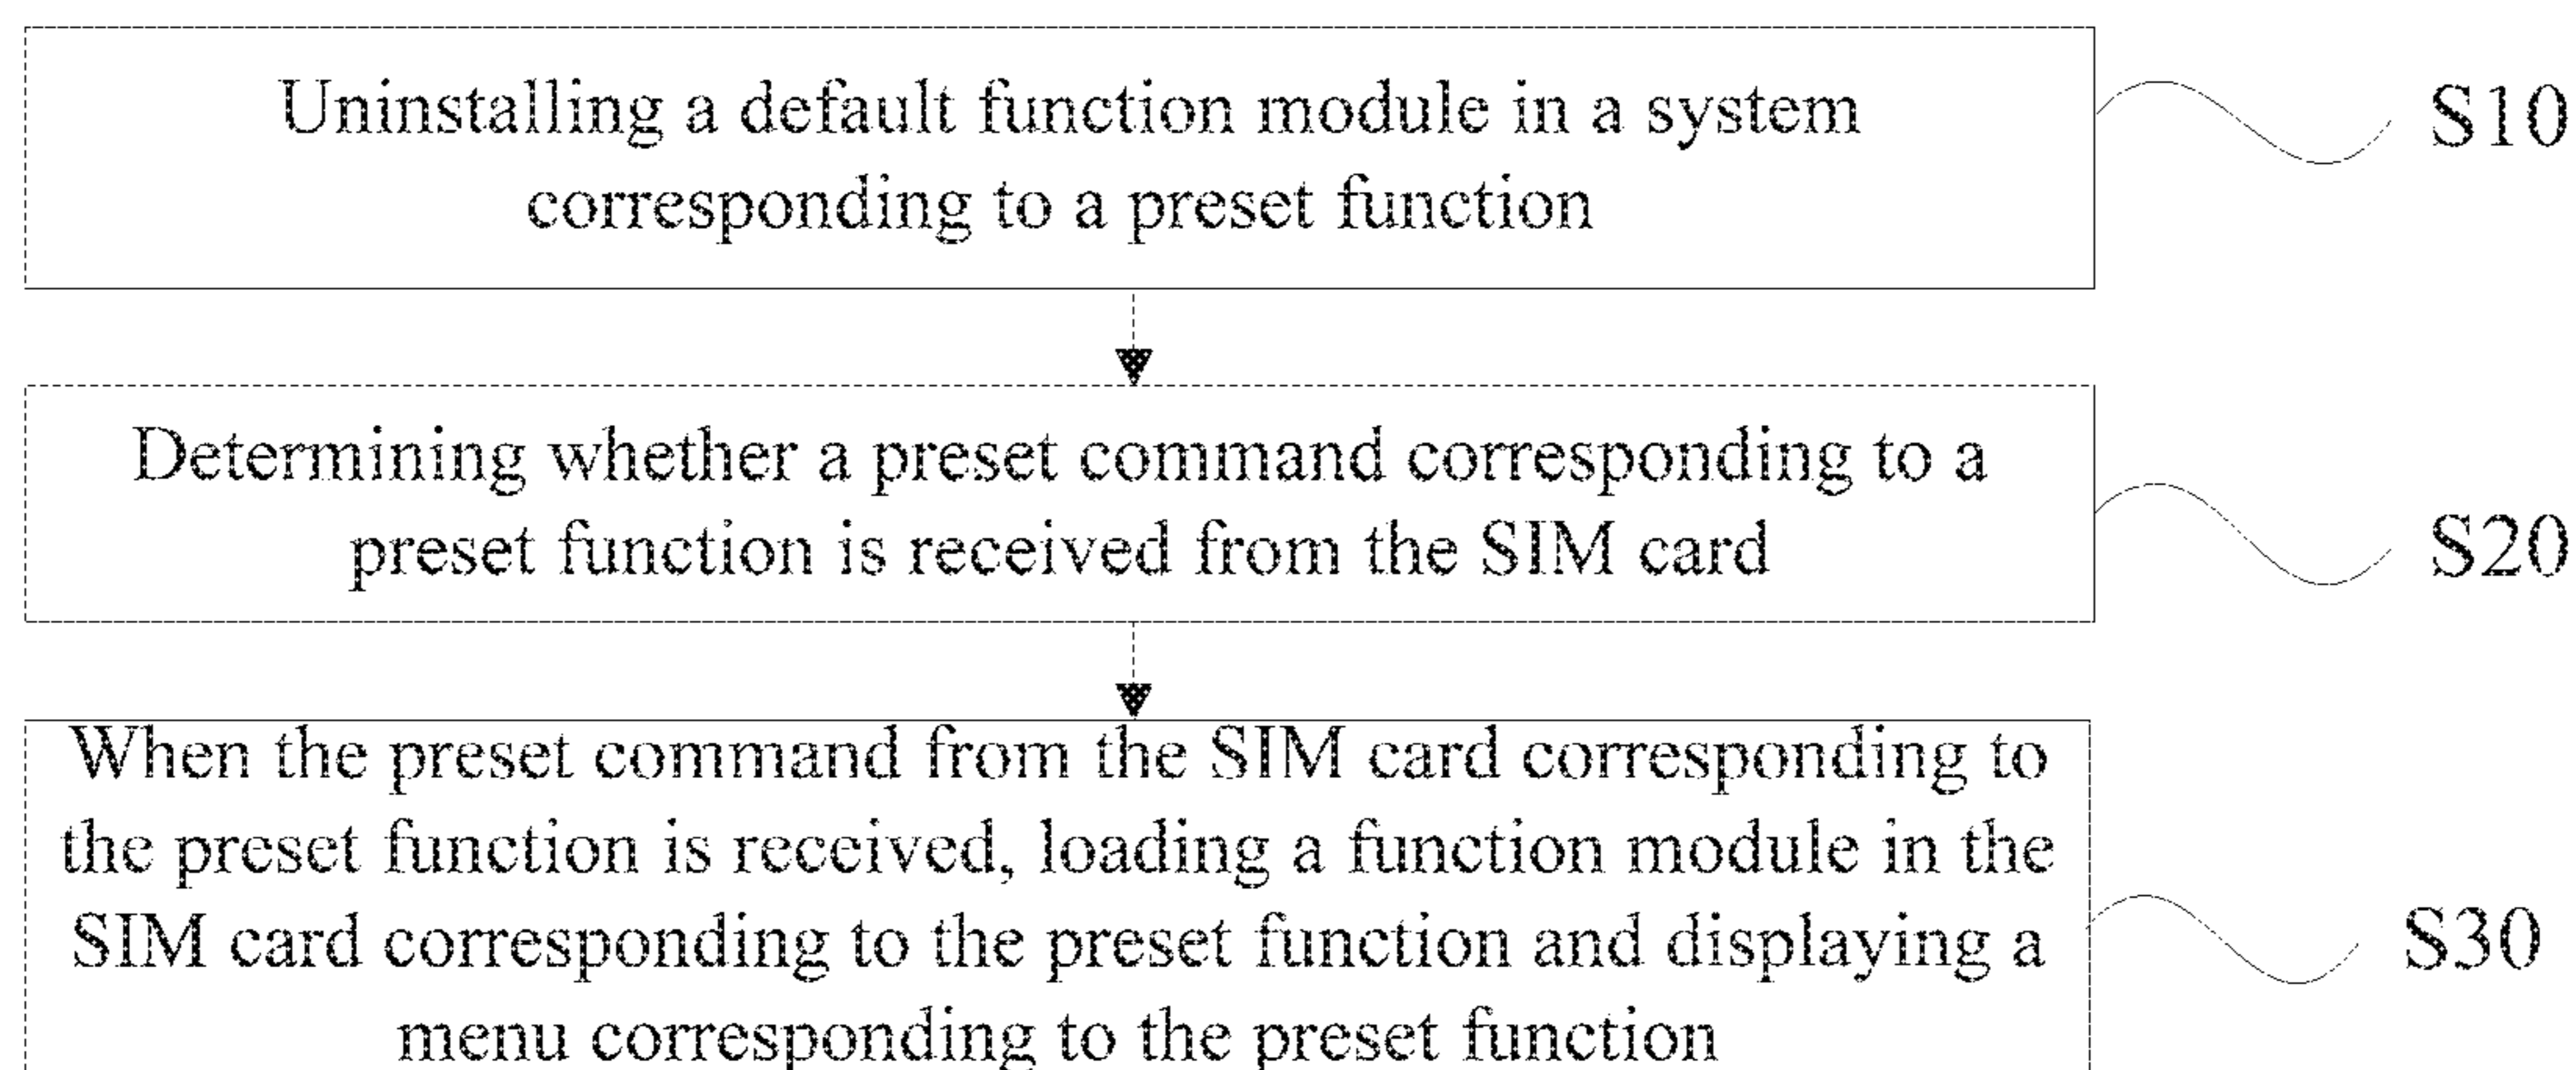 Uninstalling a default function module in a system
corresponding to a preset function
S10
Determining whether a preset command corresponding to a
preset function is received from the SIM card
S20
When the preset command from the SIM card corresponding to
the preset function is received, loading a function module in the
SIM card corresponding to the preset function and displaying a
menu corresponding to the preset function
S30